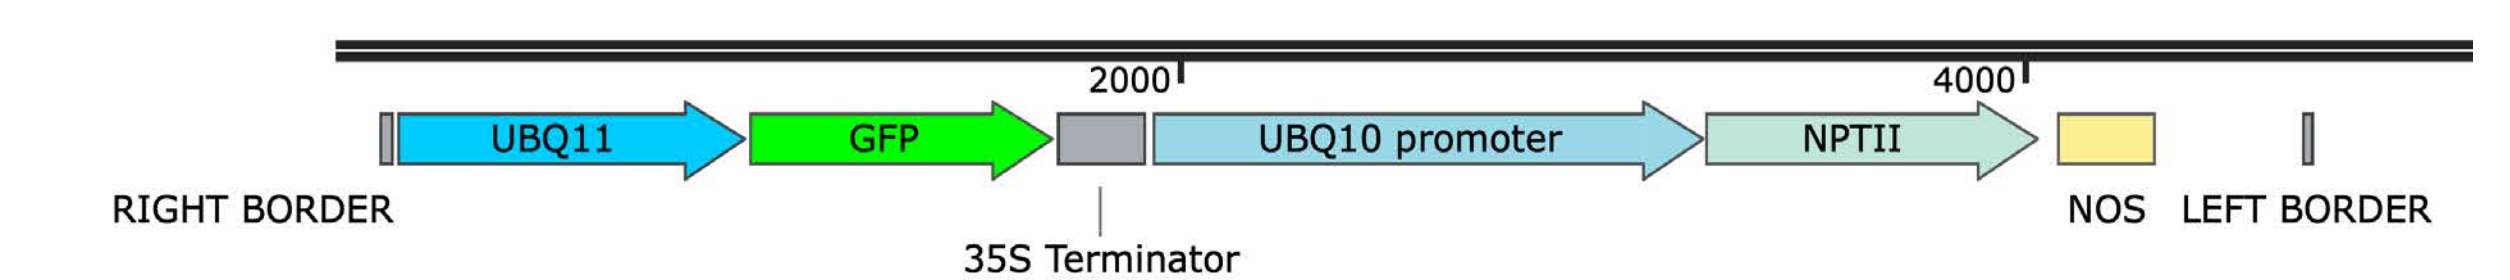 2000 4000
UBQ11 GFP UBQ10 promoter NPTII
RIGHT BORDER NOS LEFT BORDER
35S Terminator